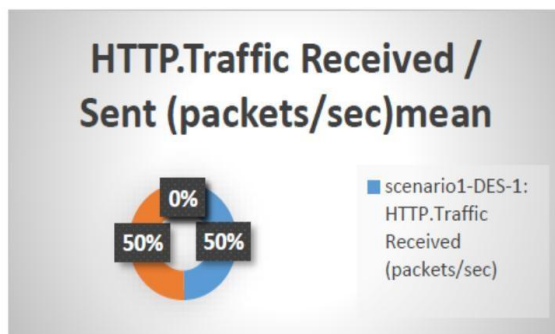 HTTP.Traffic Received /
Sent (packets/sec)mean
0%
50%
50%
scenario1-DES-1:
HTTP.Traffic
Received
(packets/sec)